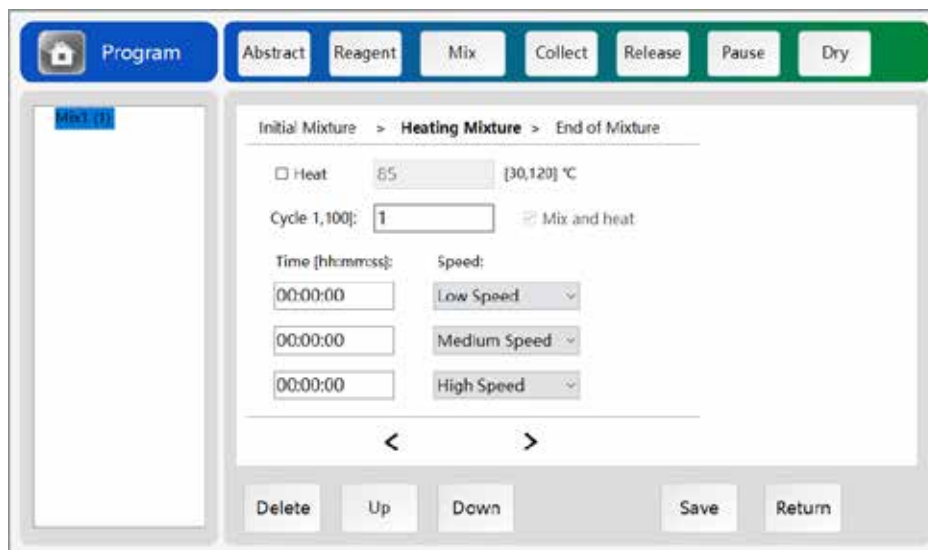 Program
Abstract Reagent Mix Collect Release Pause Dry
Mix1 (1)
Initial Mixture > Heating Mixture > End of Mixture
Heat 85 [30,120] ℃
Cycle 1,100]: 1 Mix and heat
Time [hh:mm:ss]: Speed:
00:00:00 Low Speed
00:00:00 Medium Speed
00:00:00 High Speed
< >
Delete Up Down Save Return